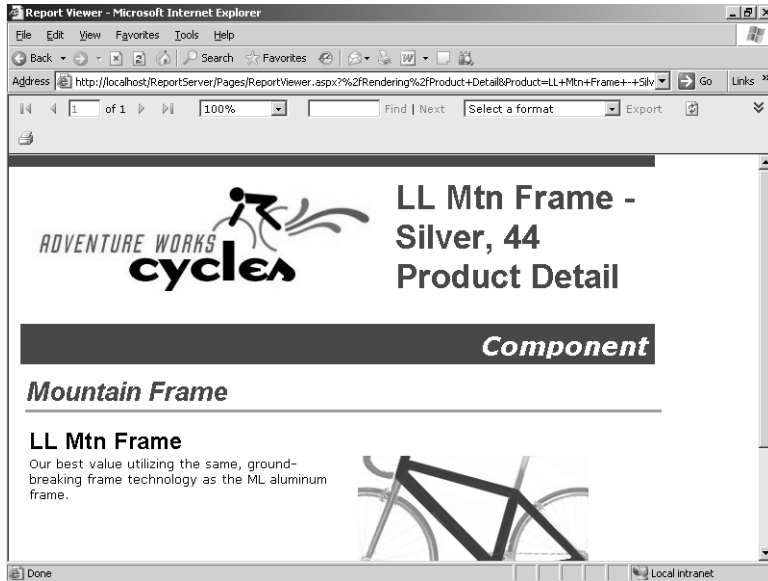 Report Viewer - Microsoft Internet Explorer
File Edit View Favorites Tools Help
Back Search Favorites
Address http://localhost/ReportServer/Pages/ReportViewer.aspx?%2fRendering%2fProduct+Detail&Product=LL+Mtn+Frame+-+Silv Go Links »
1 of 1 100% Find | Next Select a format Export
LL Mtn Frame -
Silver, 44
Product Detail
ADVENTURE WORKS
cycles
Component
Mountain Frame
LL Mtn Frame
Our best value utilizing the same, ground-
breaking frame technology as the ML aluminum
frame.
Done Local intranet